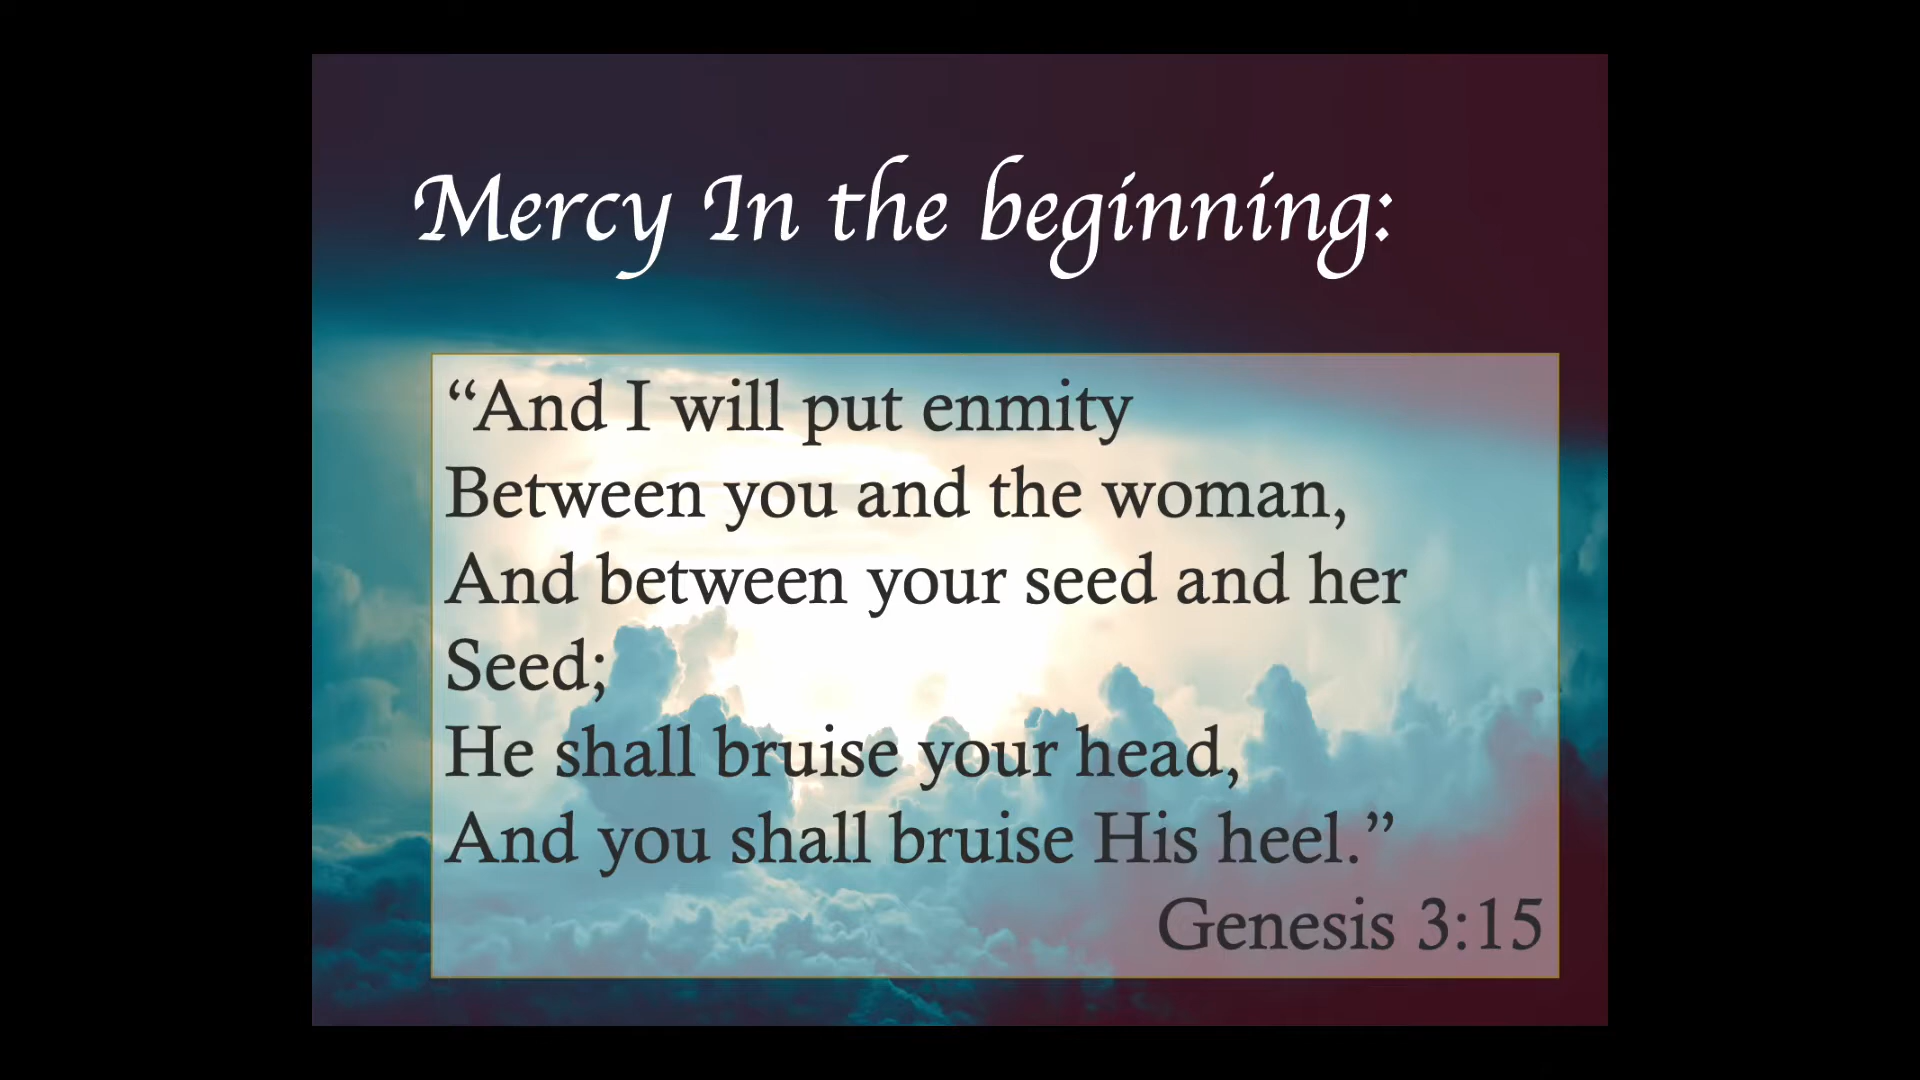 Mercy In the beginning:
“And I will put enmity
Between you and the woman,
And between your seed and her
Seed;
He shall bruise your head,
And you shall bruise His heel.”
Genesis 3:15